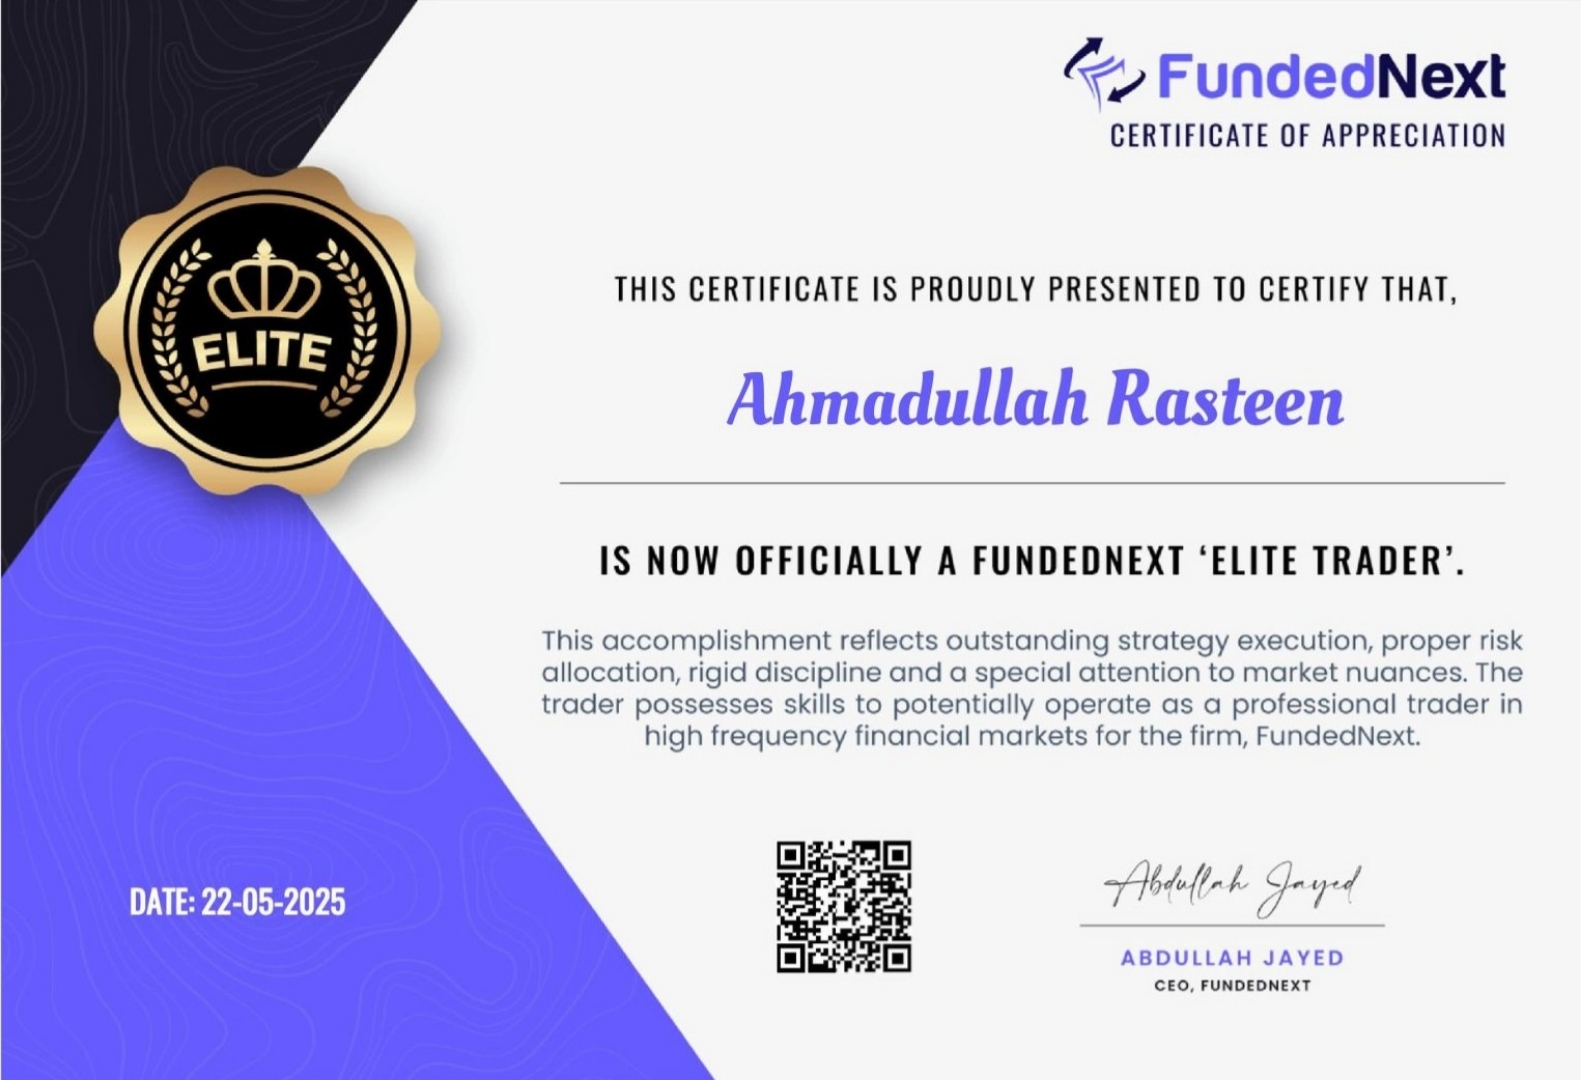 FundedNext
CERTIFICATE OF APPRECIATION
ELITE
THIS CERTIFICATE IS PROUDLY PRESENTED TO CERTIFY THAT,
Ahmadullah Rasteen
IS NOW OFFICIALLY A FUNDEDNEXT ‘ELITE TRADER’.
This accomplishment reflects outstanding strategy execution, proper risk
allocation, rigid discipline and a special attention to market nuances. The
trader possesses skills to potentially operate as a professional trader in
high frequency financial markets for the firm, FundedNext.
DATE: 22-05-2025
Abdullah Jayed
ABDULLAH JAYED
CEO, FUNDEDNEXT